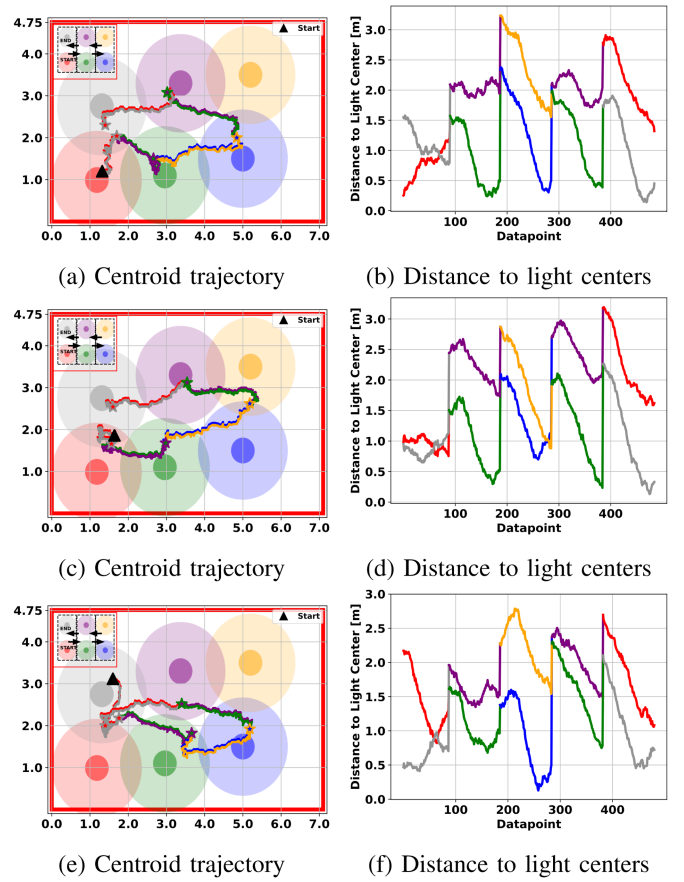 4.75
4.0
3.0
2.0
1.0
0.0 1.0 2.0 3.0 4.0 5.0 6.0 7.0
END
START
Start
(a) Centroid trajectory
Distance to Light Center [m]
3.0
2.5
2.0
1.5
1.0
0.5
0.0
100 200 300 400
Datapoint
(b) Distance to light centers
4.75
4.0
3.0
2.0
1.0
0.0 1.0 2.0 3.0 4.0 5.0 6.0 7.0
END
START
Start
(c) Centroid trajectory
Distance to Light Center [m]
3.0
2.5
2.0
1.5
1.0
0.5
0.0
100 200 300 400
Datapoint
(d) Distance to light centers
4.75
4.0
3.0
2.0
1.0
0.0 1.0 2.0 3.0 4.0 5.0 6.0 7.0
END
START
Start
(e) Centroid trajectory
Distance to Light Center [m]
3.0
2.5
2.0
1.5
1.0
0.5
0.0
0 100 200 300 400
Datapoint
(f) Distance to light centers